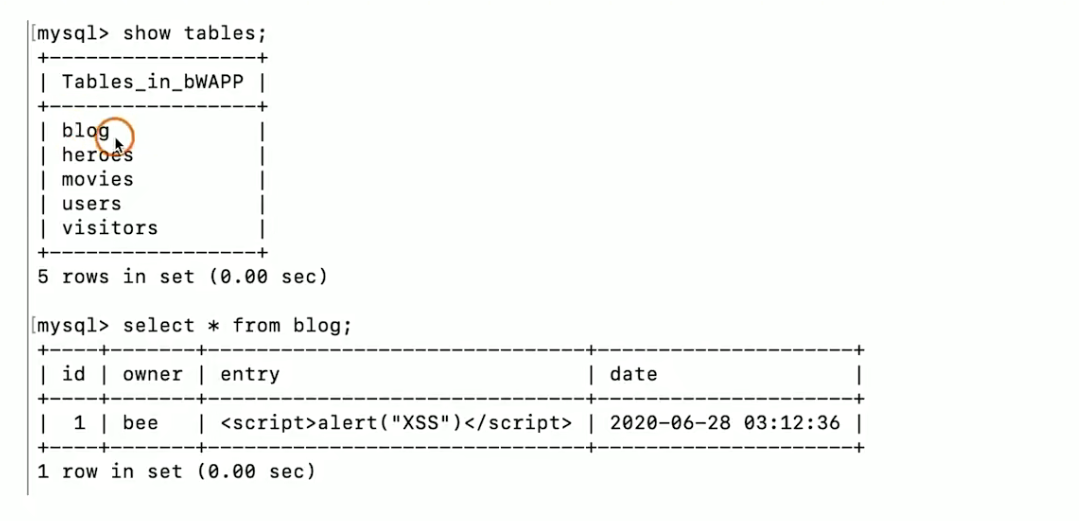 [mysql> show tables;
+-----------------+
| Tables_in_bWAPP |
+-----------------+
| blog            |
| heroes          |
| movies          |
| users           |
| visitors        |
+-----------------+
5 rows in set (0.00 sec)
[mysql> select * from blog;
+----+-------+-------------------------------+---------------------+
| id | owner | entry                         | date                |
+----+-------+-------------------------------+---------------------+
|  1 | bee   | <script>alert("XSS")</script> | 2020-06-28 03:12:36 |
+----+-------+-------------------------------+---------------------+
1 row in set (0.00 sec)